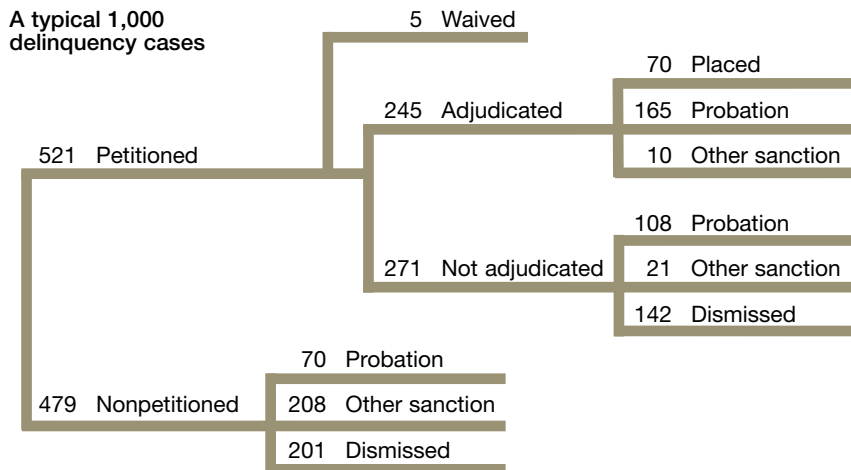 A typical 1,000
delinquency cases
5 Waived
70 Placed
245 Adjudicated
165 Probation
521 Petitioned
10 Other sanction
108 Probation
271 Not adjudicated
21 Other sanction
142 Dismissed
70 Probation
479 Nonpetitioned
208 Other sanction
201 Dismissed